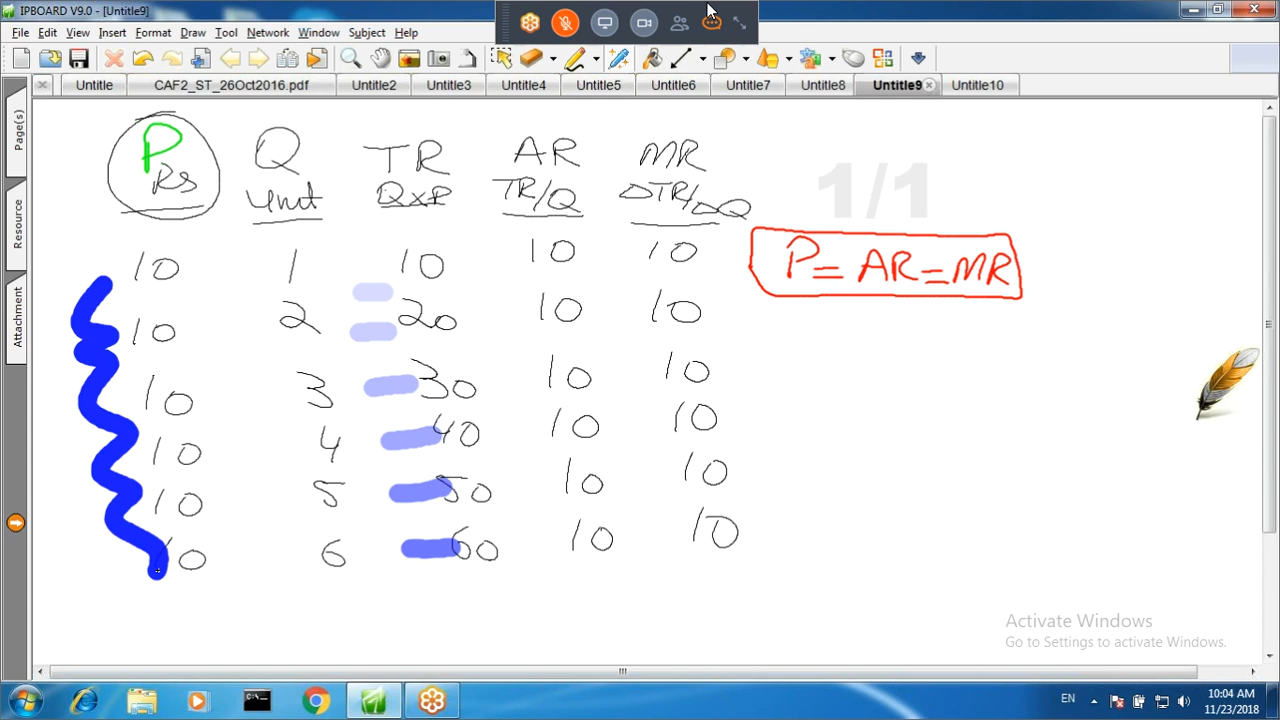 IPBOARD V9.0 - [Untitle9]
File Edit View Insert Format Draw Tool Network Window Subject Help
Untitle CAF2_ST_26Oct2016.pdf Untitle2 Untitle3 Untitle4 Untitle5 Untitle6 Untitle7 Untitle8 Untitle9 Untitle10
Page(s)
Resource
Attachment
1/1
P Q TR AR MR
Rs Unit QxP TR/Q ΔTR/ΔQ
10 1 10 10 10
P = AR = MR
10 2 20 10 10
10 3 30 10 10
10 4 40 10 10
10 5 50 10 10
10 6 60 10 10
Activate Windows
Go to Settings to activate Windows.
EN
10:04 AM
11/23/2018